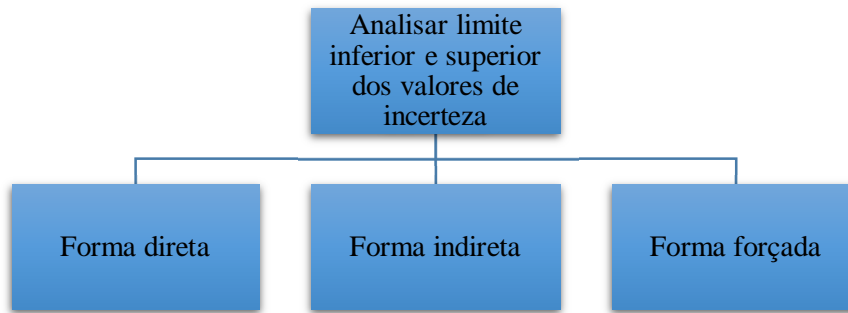 Analisar limite
inferior e superior
dos valores de
incerteza
Forma direta
Forma indireta
Forma forçada